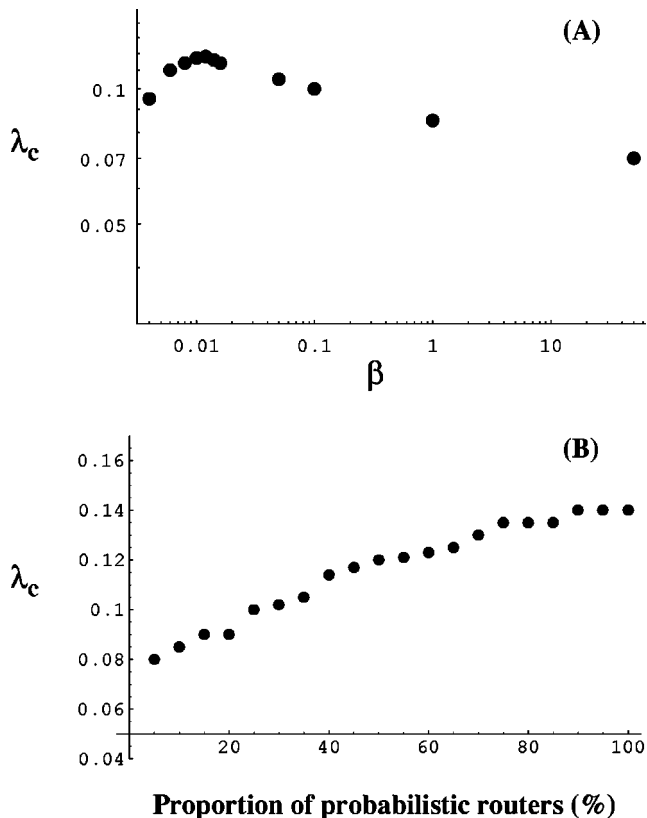 (A)
0.1
λc
0.07
0.05
0.01 0.1 1 10
β
(B)
0.16
0.14
0.12
λc
0.1
0.08
0.06
0.04
20 40 60 80 100
Proportion of probabilistic routers (%)